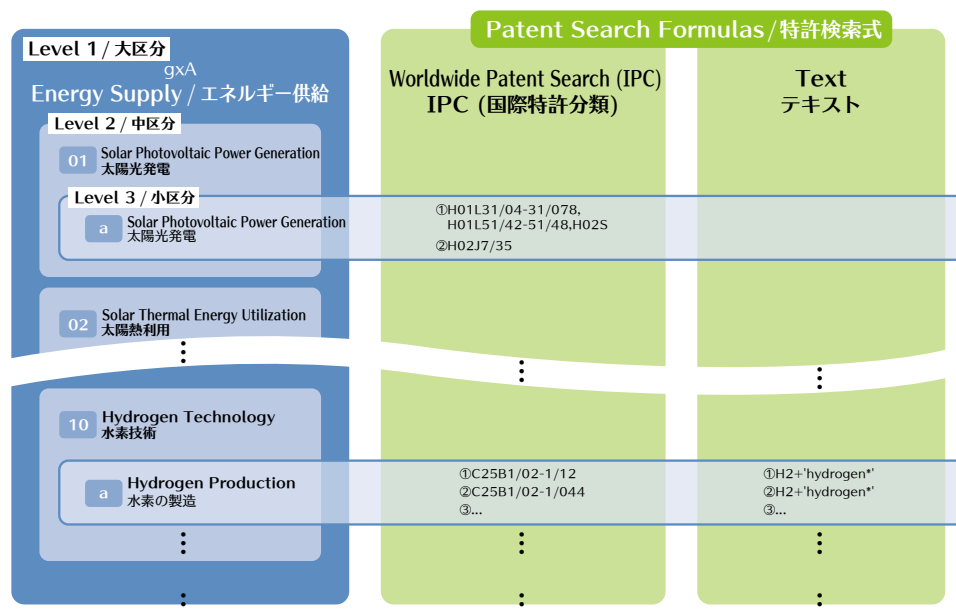 Patent Search Formulas/特許検索式
Level 1/大区分
gxA
Energy Supply/エネルギー供給
Worldwide Patent Search (IPC)
IPC (国際特許分類)
Text
テキスト
Level 2/中区分
01 Solar Photovoltaic Power Generation
太陽光発電
Level 3/小区分
a Solar Photovoltaic Power Generation
太陽光発電
①H01L31/04-31/078,
H01L51/42-51/48,H02S
②H02J7/35
02 Solar Thermal Energy Utilization
太陽熱利用
10 Hydrogen Technology
水素技術
a Hydrogen Production
水素の製造
①C25B1/02-1/12
②C25B1/02-1/044
③...
①H2+'hydrogen*'
②H2+'hydrogen*'
③...